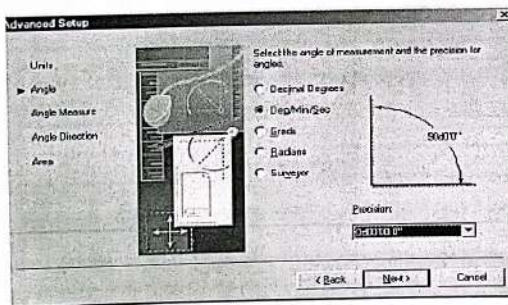 Advanced Setup
Select the angle of measurement and the precision for
angles.
Units
Angle
Angle Measure
Angle Direction
Area
Decimal Degrees
Deg/Min/Sec
Grads
Radians
Surveyor
Precision:
< Back
Next >
Cancel